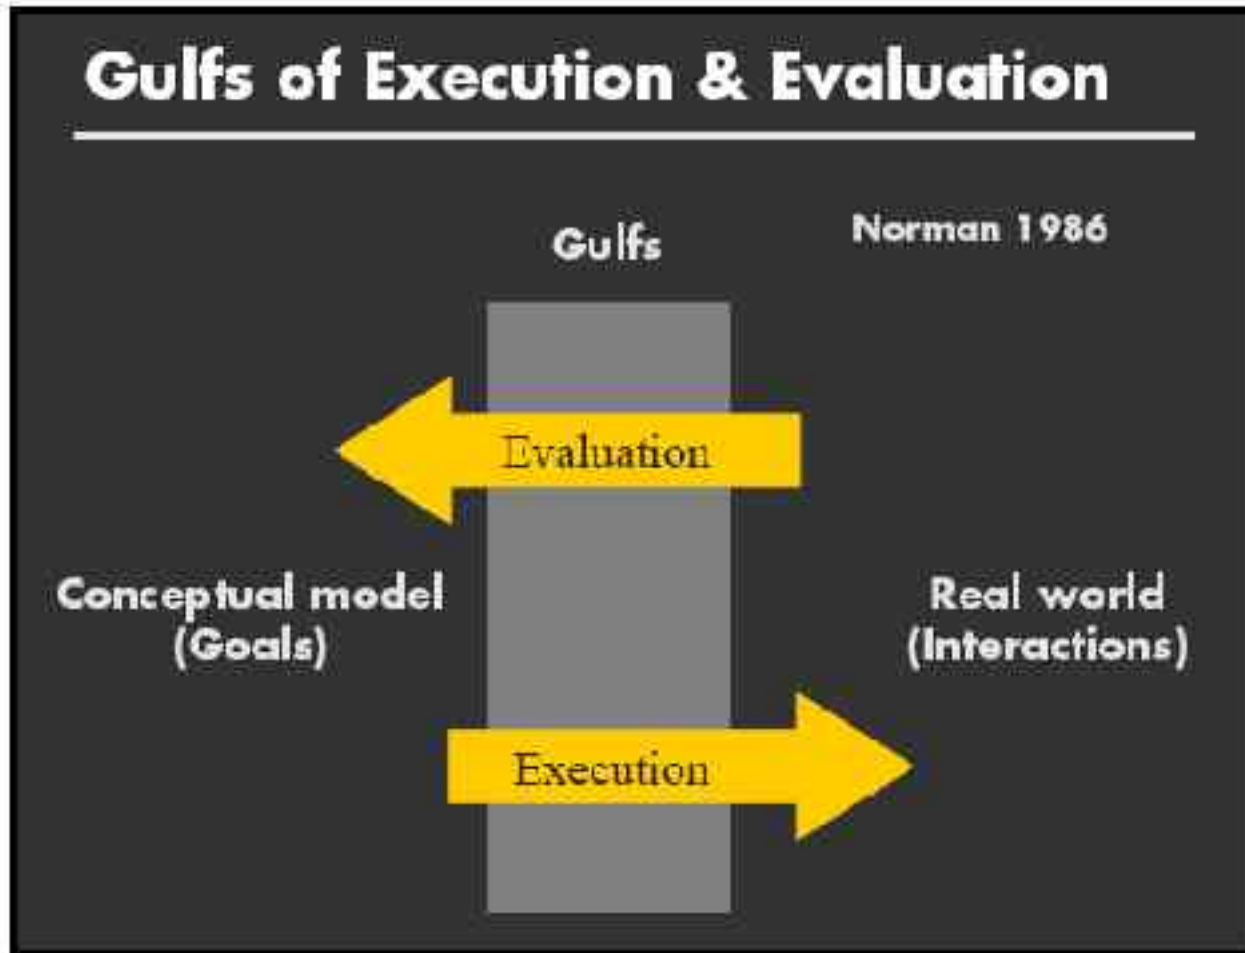 Gulfs of Execution & Evaluation
Norman 1986
Gulfs
Evaluation
Conceptual model
(Goals)
Real world
(Interactions)
Execution